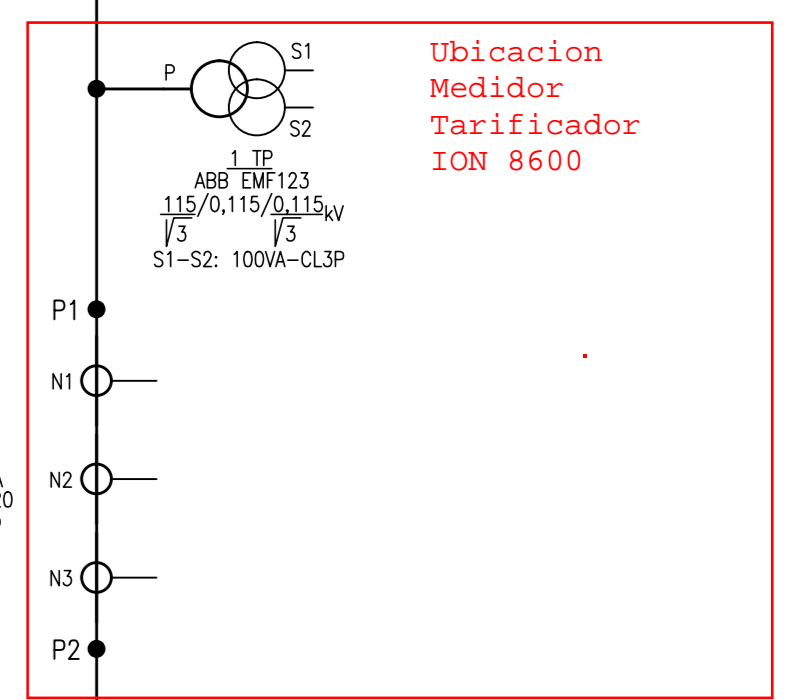 S1
P
S2
Ubicacion
Medidor
Tarificador
ION 8600
1 TP
ABB EMF123
115/0,115/0,115kV
√3 √3
S1-S2: 100VA-CL3P
P1
N1
N2
20
N3
P2